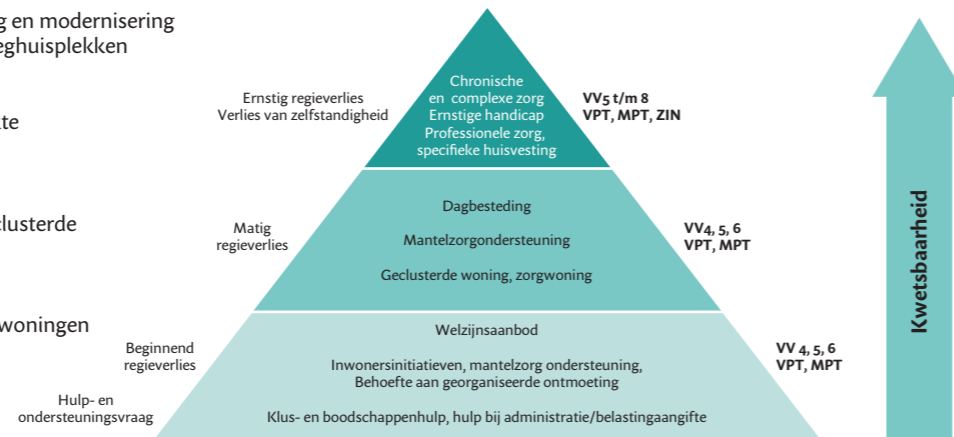 en modernisering
Chronische
en complexe zorg
Ernstige handicap
Professionele zorg,
specifieke huisvesting
Ernstig regieverlies
Verlies van zelfstandigheid
VV5 t/m 8
VPT, MPT, ZIN
Dagbesteding
Mantelzorgondersteuning
Geclusterde woning, zorgwoning
Matig
regieverlies
VV4, 5, 6
VPT, MPT
woningen
Welzijnsaanbod
Inwonersinitiatieven, mantelzorg ondersteuning,
Behoefte aan georganiseerde ontmoeting
Klus- en boodschappenhulp, hulp bij administratie/belastingaangifte
Beginnend
regieverlies
Hulp- en
ondersteuningsvraag
VV 4, 5, 6
VPT, MPT
Kwetsbaarheid